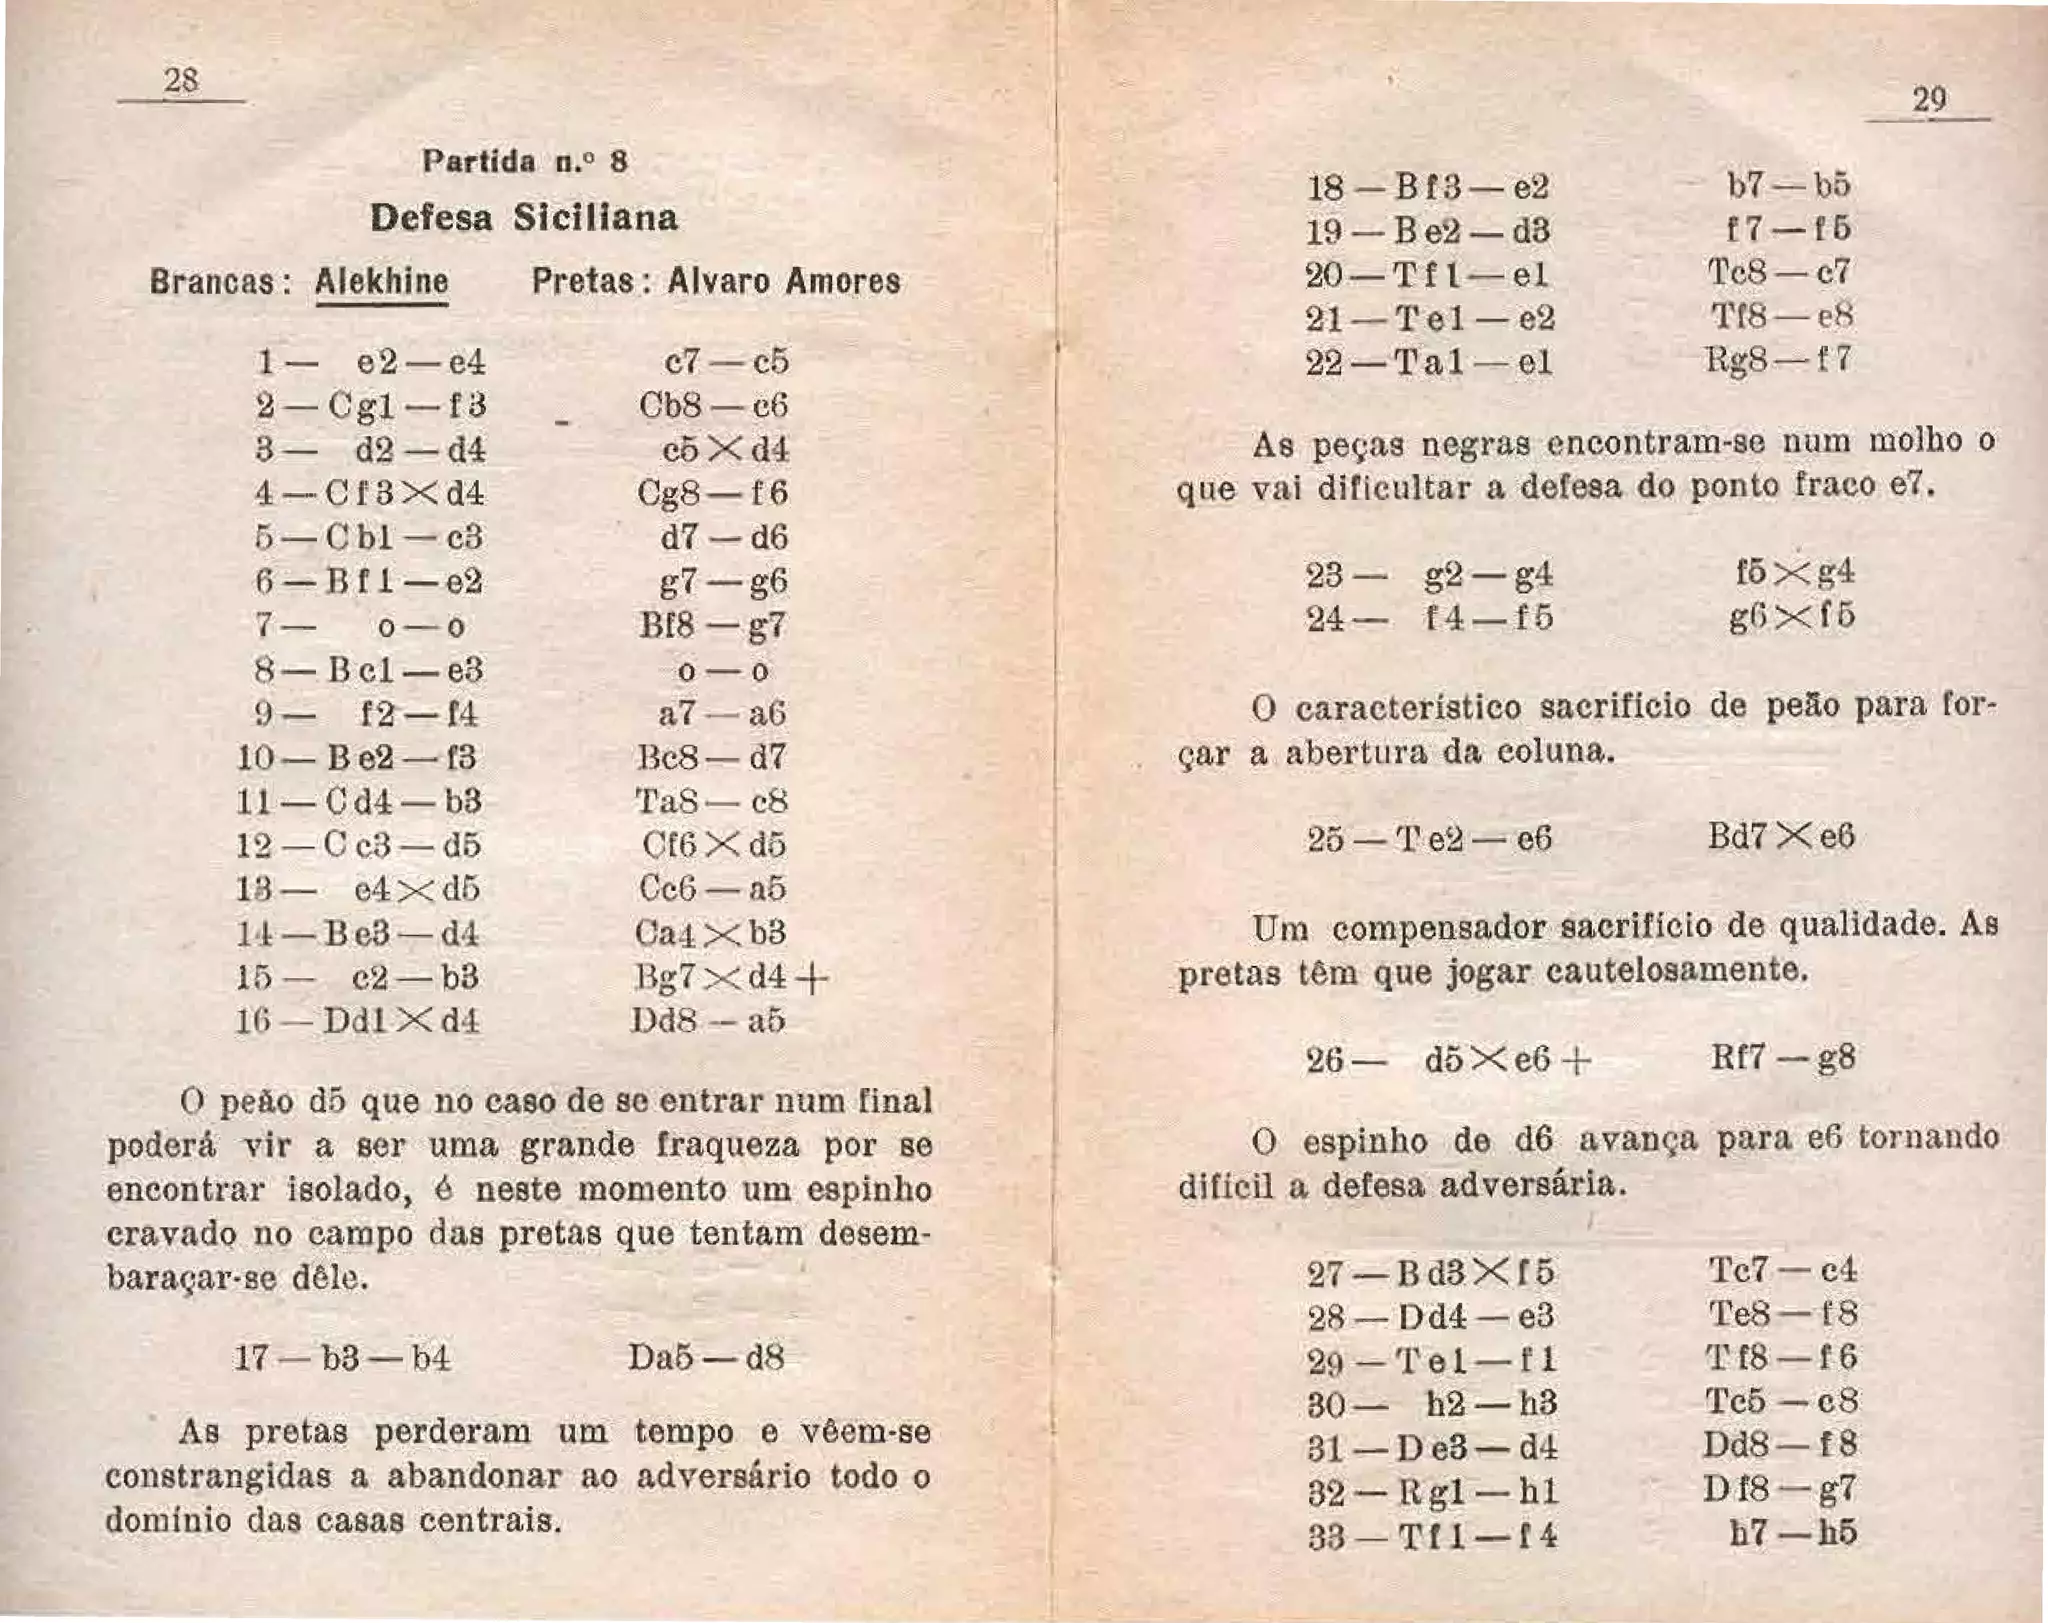 28
Partida n.º 8
Defesa Siciliana
Brancas: Alekhine Pretas: Alvaro Amores
1— e2—e4 c7—c5
2—Cg1—f3 Cb8—c6
3— d2—d4 c5×d4
4—Cf3×d4 Cg8—f6
5—Cb1—c3 d7—d6
6—Bf1—e2 g7—g6
7— o—o Bf8—g7
8—Bc1—e3 o—o
9— f2—f4 a7—a6
10—Be2—f3 Bc8—d7
11—Cd4—b3 Ta8—c8
12—Cc3—d5 Cf6×d5
13— e4×d5 Cc6—a5
14—Be3—d4 Ca4×b3
15— c2—b3 Bg7×d4+
16—Dd1×d4 Dd8—a5
O peão d5 que no caso de se entrar num final
poderá vir a ser uma grande fraqueza por se
encontrar isolado, é neste momento um espinho
cravado no campo das pretas que tentam desem-
baraçar-se dêle.
17—b3—b4 Da5—d8
As pretas perderam um tempo e vêem-se
constrangidas a abandonar ao adversário todo o
domínio das casas centrais.
29
18—Bf3—e2 b7—b5
19—Be2—d3 f7—f5
20—Tf1—e1 Tc8—c7
21—Te1—e2 Tf8—e8
22—Ta1—e1 Rg8—f7
As peças negras encontram-se num molho o
que vai dificultar a defesa do ponto fraco e7.
23— g2—g4 f5×g4
24— f4—f5 g6×f5
O característico sacrifício de peão para for-
çar a abertura da coluna.
25—Te2—e6 Bd7×e6
Um compensador sacrifício de qualidade. As
pretas têm que jogar cautelosamente.
26— d5×e6+ Rf7—g8
O espinho de d6 avança para e6 tornando
difícil a defesa adversária.
27—Bd3×f5 Tc7—c4
28—Dd4—e3 Te8—f8
29—Te1—f1 Tf8—f6
30— h2—h3 Tc5—c8
31—De3—d4 Dd8—f8
32—Rg1—h1 Df8—g7
33—Tf1—f4 h7—h5